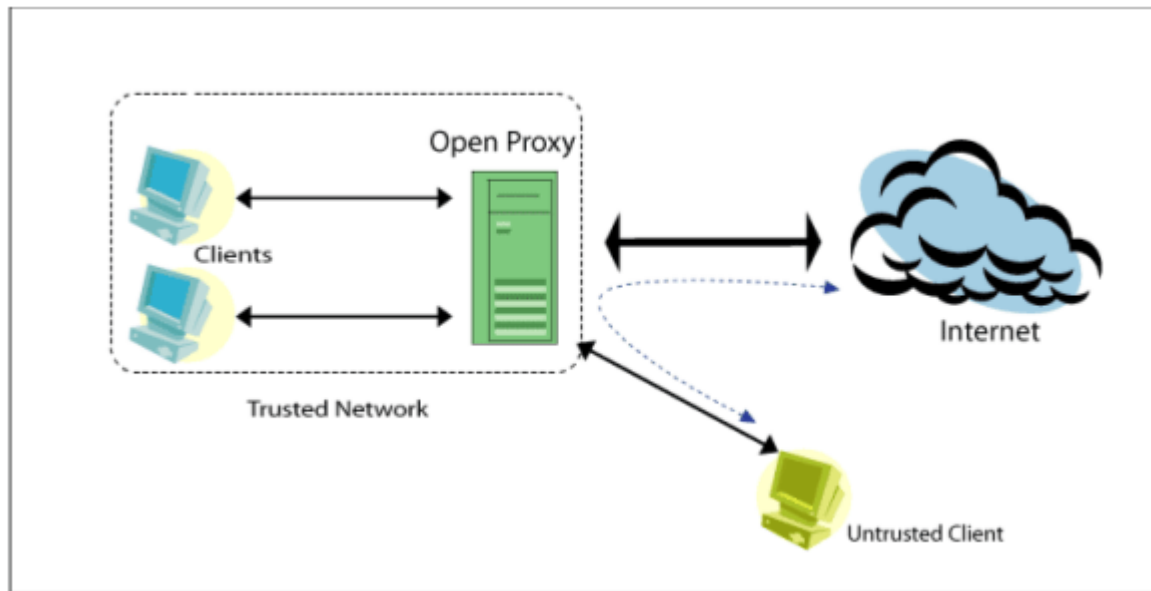 Open Proxy
Clients
Internet
Trusted Network
Untrusted Client